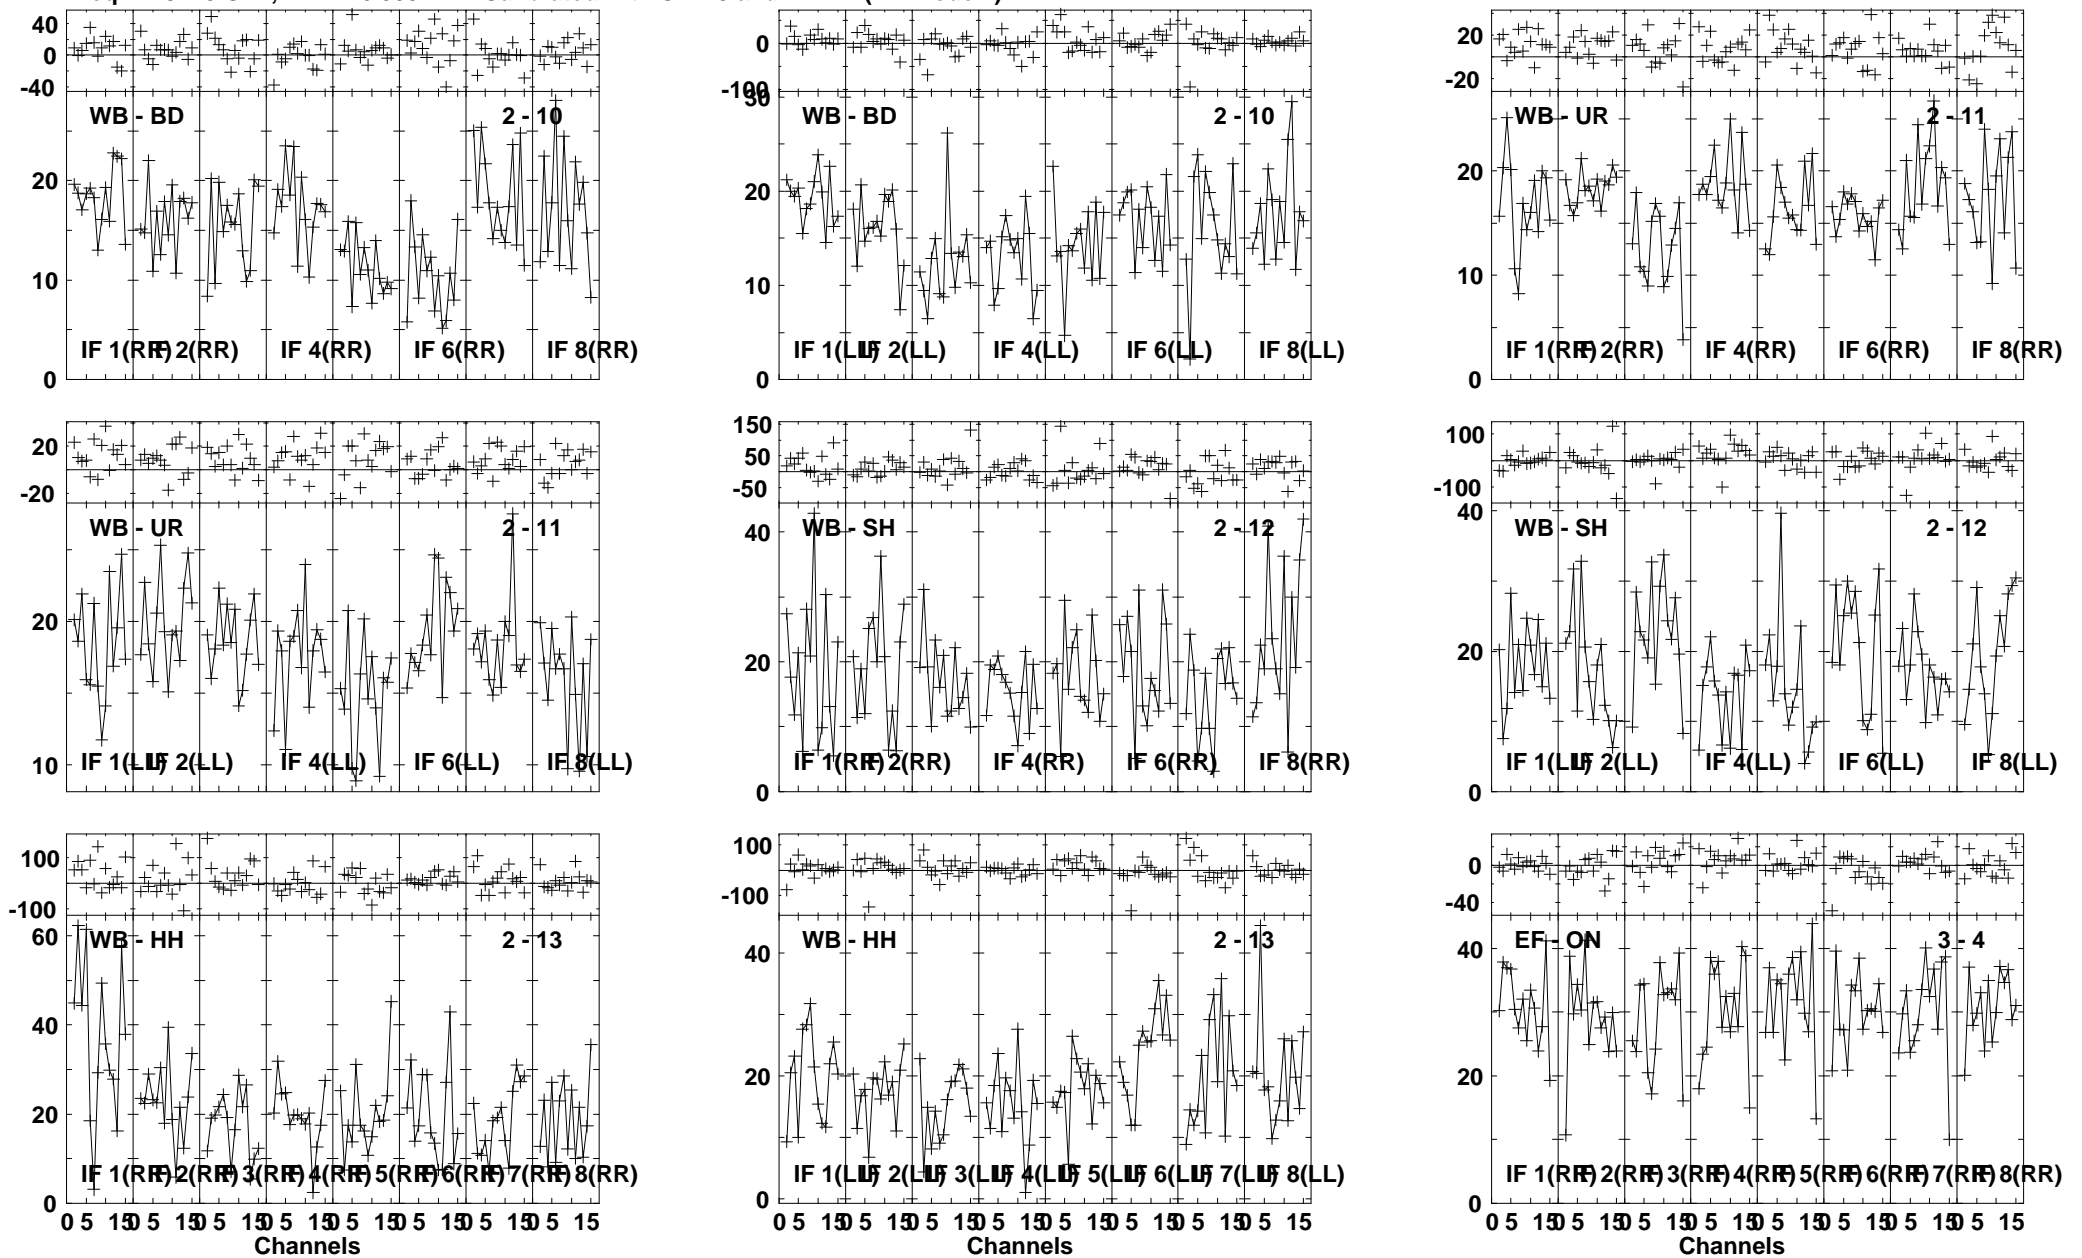 40
0
-40
WB - BD 2 - 10
20
10
0
IF 1(RR) IF 2(RR) IF 4(RR) IF 6(RR) IF 8(RR)
0
-100
30
WB - BD 2 - 10
20
10
0
IF 1(LL) IF 2(LL) IF 4(LL) IF 6(LL) IF 8(LL)
20
-20
WB - UR 2 - 11
20
10
0
IF 1(RR) IF 2(RR) IF 4(RR) IF 6(RR) IF 8(RR)
20
-20
WB - UR 2 - 11
20
10
IF 1(LL) IF 2(LL) IF 4(LL) IF 6(LL) IF 8(LL)
150
50
-50
WB - SH 2 - 12
40
20
0
IF 1(RR) IF 2(RR) IF 4(RR) IF 6(RR) IF 8(RR)
100
-100
WB - SH 2 - 12
40
20
0
IF 1(LL) IF 2(LL) IF 4(LL) IF 6(LL) IF 8(LL)
100
-100
WB - HH 2 - 13
60
40
20
0
IF 1(RR) IF 2(RR) IF 3(RR) IF 4(RR) IF 5(RR) IF 6(RR) IF 7(RR) IF 8(RR)
0 5 15 0 5 15 0 5 15 0 5 15 0 5 15 0 5 15 0 5 15 0 5 15
Channels
100
-100
WB - HH 2 - 13
40
20
0
IF 1(LL) IF 2(LL) IF 3(LL) IF 4(LL) IF 5(LL) IF 6(LL) IF 7(LL) IF 8(LL)
0 5 15 0 5 15 0 5 15 0 5 15 0 5 15 0 5 15 0 5 15 0 5 15
Channels
0
-40
EF - ON 3 - 4
40
20
0
IF 1(RR) IF 2(RR) IF 3(RR) IF 4(RR) IF 5(RR) IF 6(RR) IF 7(RR) IF 8(RR)
0 5 15 0 5 15 0 5 15 0 5 15 0 5 15 0 5 15 0 5 15 0 5 15
Channels